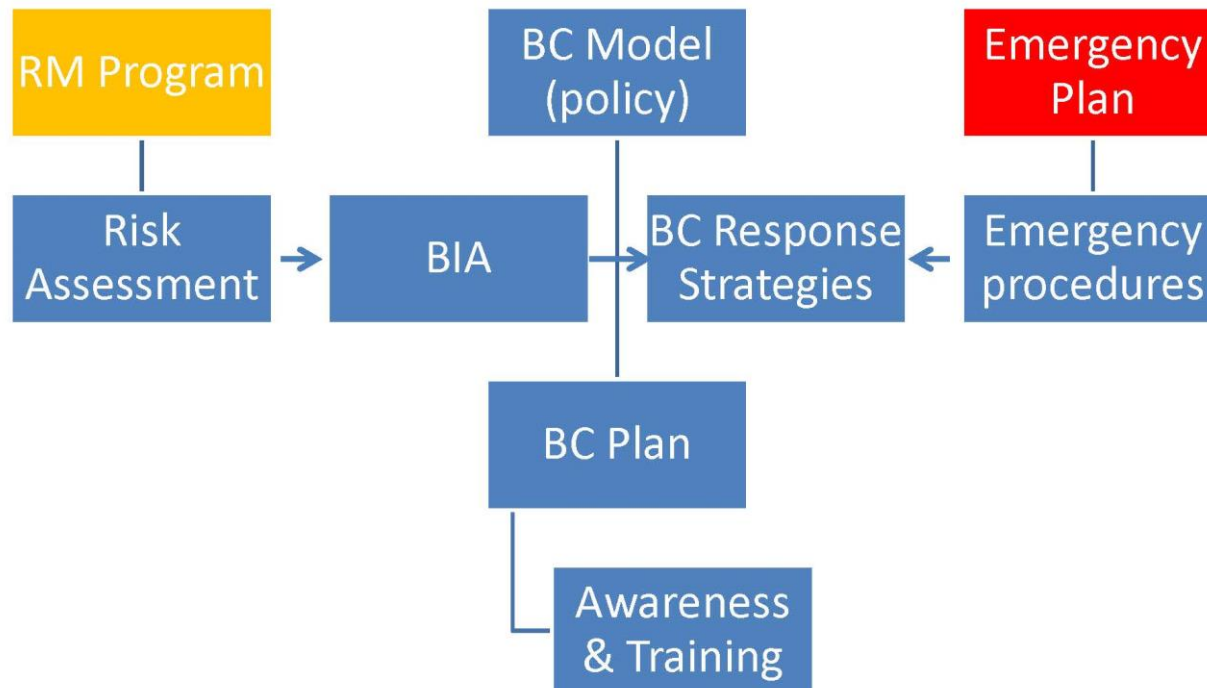 RM Program
BC Model
(policy)
Emergency
Plan
Risk
Assessment
BIA
BC Response
Strategies
Emergency
procedures
BC Plan
Awareness
& Training